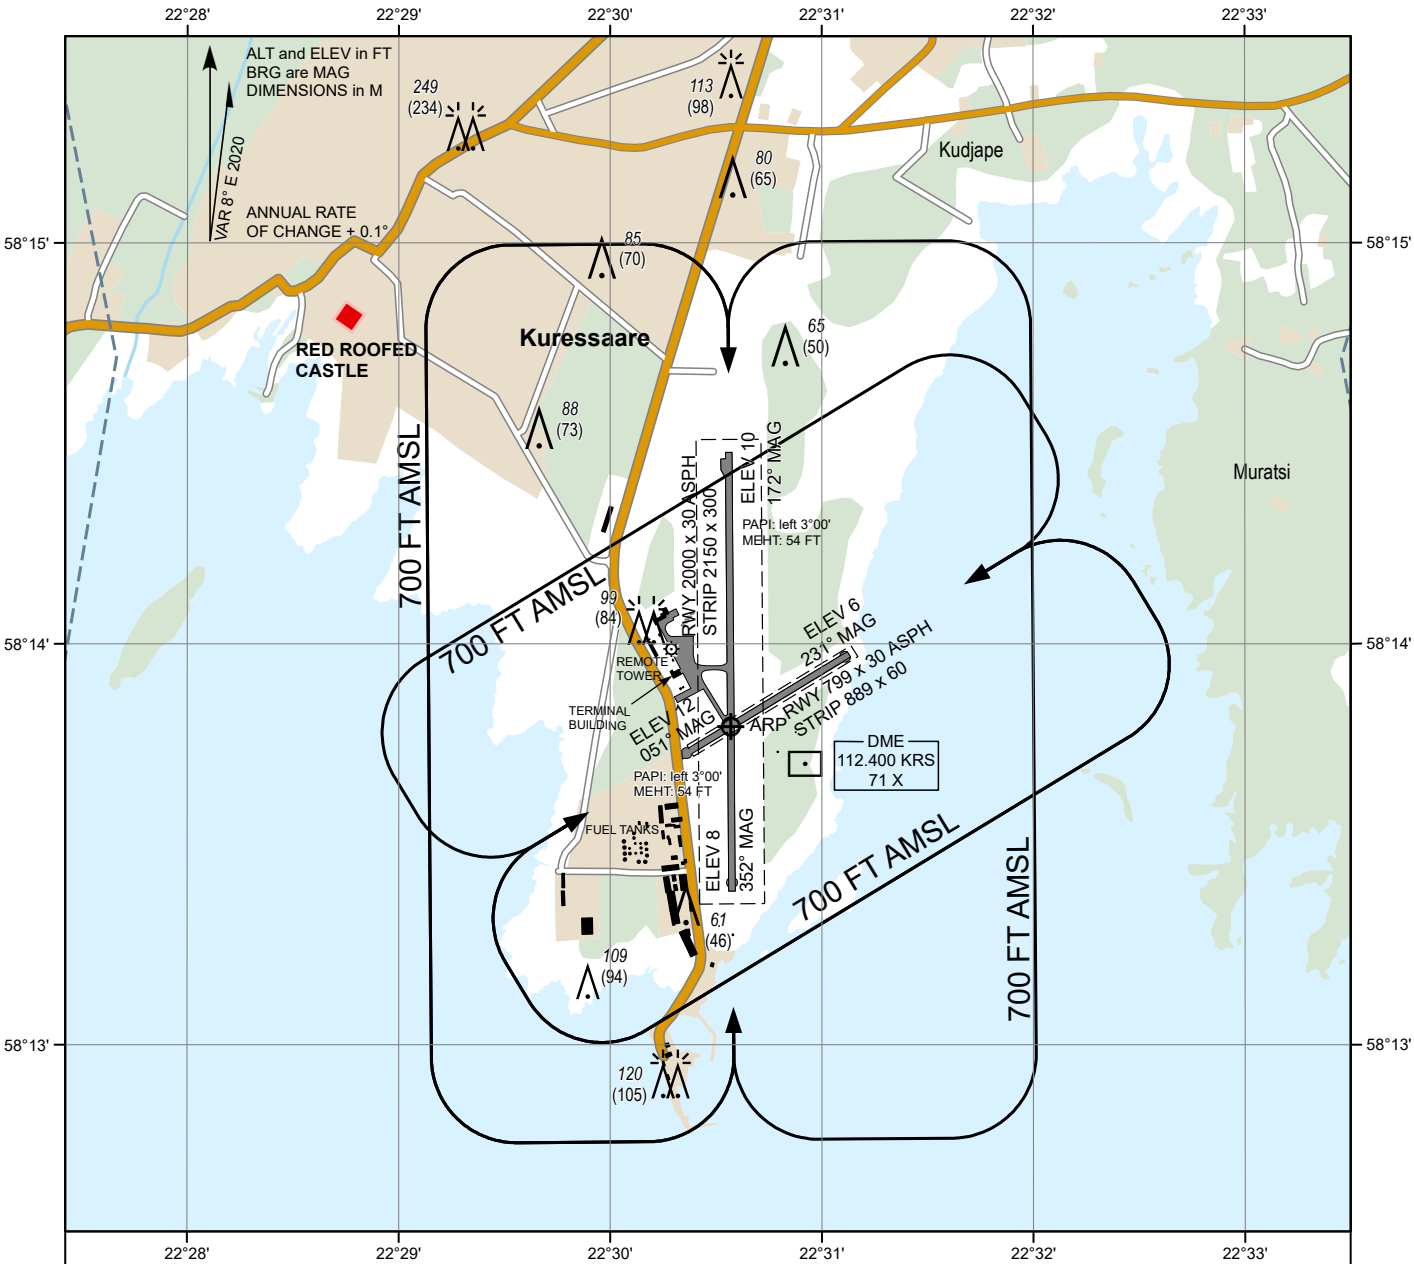 22°28'
22°29'
22°30'
22°31'
22°32'
22°33'
ALT and ELEV in FT
BRG are MAG
DIMENSIONS in M
VAR 8° E 2020
ANNUAL RATE
OF CHANGE + 0.1°
249
(234)
113
(98)
80
(65)
Kudjape
58°15'
58°15'
85
(70)
65
(50)
Kuressaare
RED ROOFED
CASTLE
88
(73)
Muratsi
700 FT AMSL
700 FT AMSL
RWY 2000 x 30 ASPH
STRIP 2150 x 300
ELEV 10
172° MAG
PAPI: left 3°00'
MEHT: 54 FT
99
(84)
58°14'
58°14'
REMOTE
TOWER
TERMINAL
BUILDING
ELEV 6
231° MAG
RWY 799 x 30 ASPH
STRIP 889 x 60
ELEV 12
051° MAG
ARP
DME
112.400 KRS
71 X
PAPI: left 3°00'
MEHT: 54 FT
FUEL TANKS
ELEV 8
352° MAG
700 FT AMSL
700 FT AMSL
61
(46)
109
(94)
58°13'
58°13'
120
(105)
22°28'
22°29'
22°30'
22°31'
22°32'
22°33'